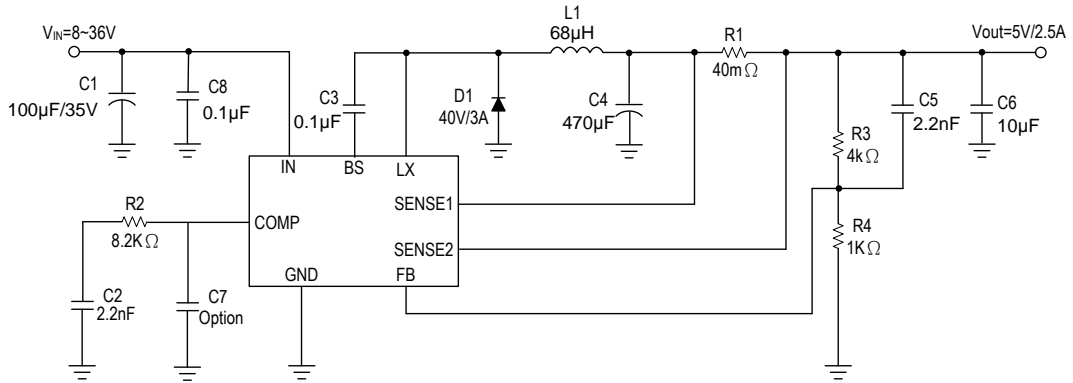 VIN=8~36V
C1
100μF/35V
C8
0.1μF
C3
0.1μF
D1
40V/3A
L1
68μH
C4
470μF
R1
40mΩ
Vout=5V/2.5A
R3
4kΩ
C5
2.2nF
C6
10μF
IN
BS
LX
SENSE1
COMP
SENSE2
GND
FB
R2
8.2KΩ
C2
2.2nF
C7
Option
R4
1KΩ